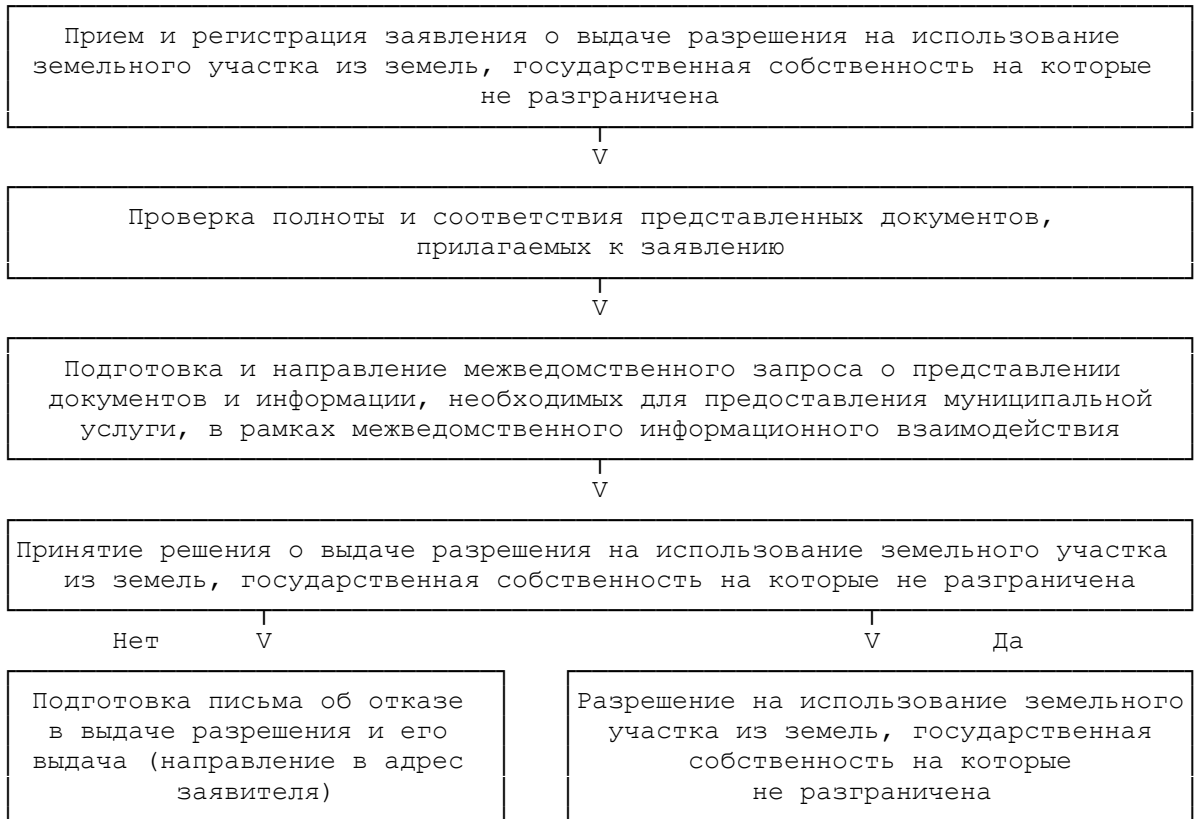 Прием и регистрация заявления о выдаче разрешения на использование
земельного участка из земель, государственная собственность на которые
не разграничена
V
Проверка полноты и соответствия представленных документов,
прилагаемых к заявлению
V
Подготовка и направление межведомственного запроса о представлении
документов и информации, необходимых для предоставления муниципальной
услуги, в рамках межведомственного информационного взаимодействия
V
Принятие решения о выдаче разрешения на использование земельного участка
из земель, государственная собственность на которые не разграничена
Нет V V Да
Подготовка письма об отказе
в выдаче разрешения и его
выдача (направление в адрес
заявителя)
Разрешение на использование земельного
участка из земель, государственная
собственность на которые
не разграничена